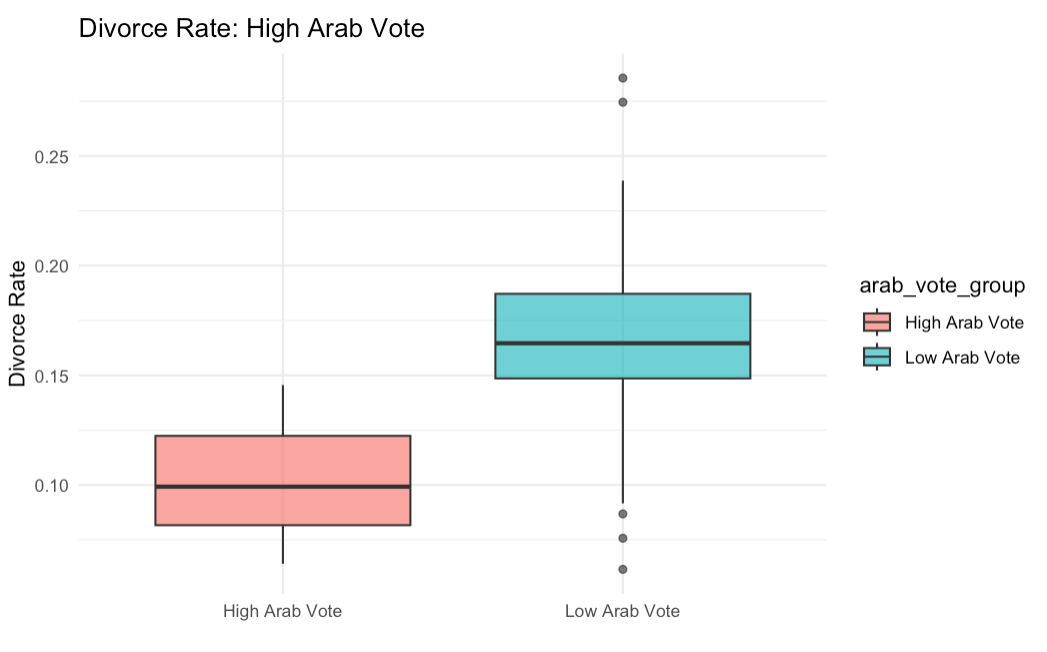 Divorce Rate: High Arab Vote
Divorce Rate
0.25
0.20
0.15
0.10
High Arab Vote
Low Arab Vote
arab_vote_group
High Arab Vote
Low Arab Vote